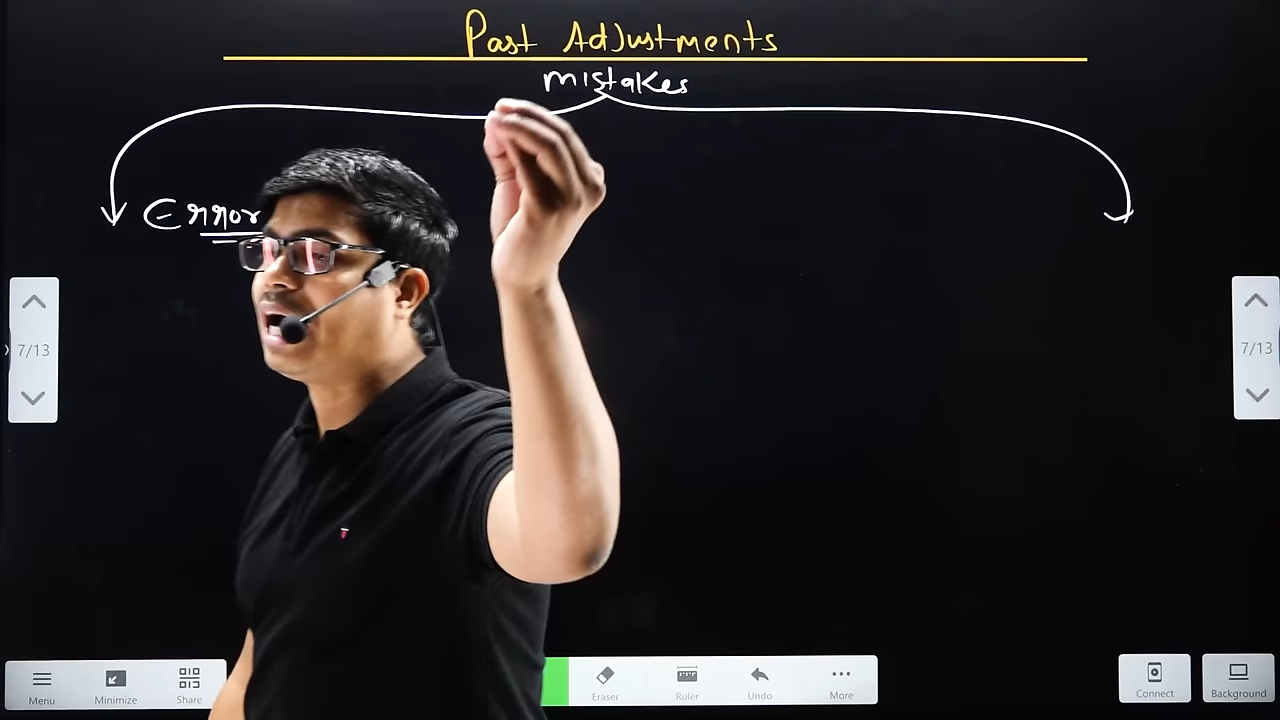 Past Adjustments
mistakes
Error
7/13
7/13
Menu
Minimize
Share
Eraser
Ruler
Undo
More
Connect
Background